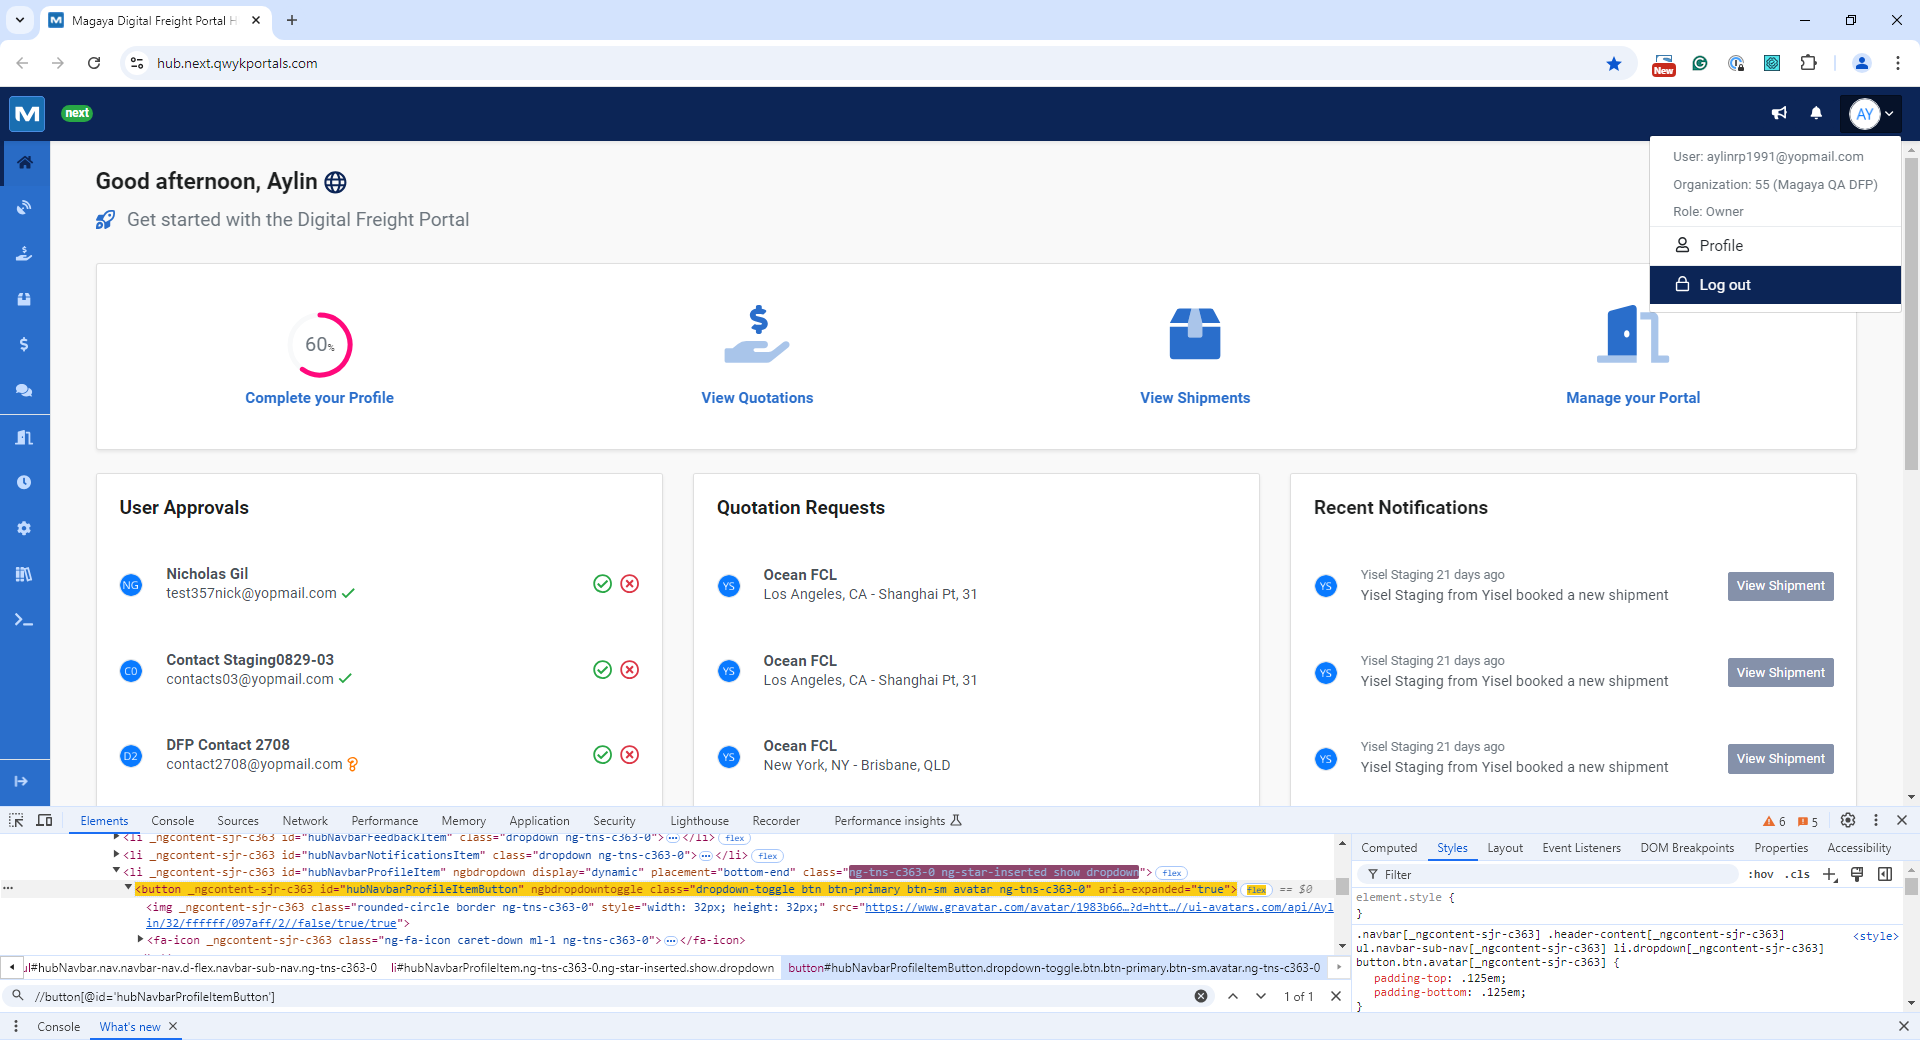 Magaya Digital Freight Portal H
hub.next.qwykportals.com
New
M next
AY
User: aylinrp1991@yopmail.com
Organization: 55 (Magaya QA DFP)
Role: Owner
Profile
Log out
Good afternoon, Aylin
Get started with the Digital Freight Portal
60%
Complete your Profile
View Quotations
View Shipments
Manage your Portal
User Approvals
NG
Nicholas Gil
test357nick@yopmail.com
C0
Contact Staging0829-03
contacts03@yopmail.com
D2
DFP Contact 2708
contact2708@yopmail.com
Quotation Requests
YS
Ocean FCL
Los Angeles, CA - Shanghai Pt, 31
YS
Ocean FCL
Los Angeles, CA - Shanghai Pt, 31
YS
Ocean FCL
New York, NY - Brisbane, QLD
Recent Notifications
YS
Yisel Staging 21 days ago
Yisel Staging from Yisel booked a new shipment
View Shipment
YS
Yisel Staging 21 days ago
Yisel Staging from Yisel booked a new shipment
View Shipment
YS
Yisel Staging 21 days ago
Yisel Staging from Yisel booked a new shipment
View Shipment
Elements Console Sources Network Performance Memory Application Security Lighthouse Recorder Performance insights 6 5
<li _ngcontent-sjr-c363 id="hubNavbarFeedbackItem" class="dropdown ng-tns-c363-0"> </li> flex
<li _ngcontent-sjr-c363 id="hubNavbarNotificationsItem" class="dropdown ng-tns-c363-0"> </li> flex
<li _ngcontent-sjr-c363 id="hubNavbarProfileItem" ngbdropdown display="dynamic" placement="bottom-end" class="ng-tns-c363-0 ng-star-inserted show dropdown"> flex
<button _ngcontent-sjr-c363 id="hubNavbarProfileItemButton" ngbdropdowntoggle class="dropdown-toggle btn btn-primary btn-sm avatar ng-tns-c363-0" aria-expanded="true"> flex == $0
<img _ngcontent-sjr-c363 class="rounded-circle border ng-tns-c363-0" style="width: 32px; height: 32px;" src="https://www.gravatar.com/avatar/1983b66…?d=htt…//ui-avatars.com/api/Ayl
in/32/ffffff/097aff/2//false/true/true">
<fa-icon _ngcontent-sjr-c363 class="ng-fa-icon caret-down ml-1 ng-tns-c363-0"> </fa-icon>
ul#hubNavbar.nav.navbar-nav.d-flex.navbar-sub-nav.ng-tns-c363-0 li#hubNavbarProfileItem.ng-tns-c363-0.ng-star-inserted.show.dropdown button#hubNavbarProfileItemButton.dropdown-toggle.btn.btn-primary.btn-sm.avatar.ng-tns-c363-0
//button[@id='hubNavbarProfileItemButton'] 1 of 1
Computed Styles Layout Event Listeners DOM Breakpoints Properties Accessibility
Filter :hov .cls
element.style {
}
.navbar[_ngcontent-sjr-c363] .header-content[_ngcontent-sjr-c363] <style>
ul.navbar-sub-nav[_ngcontent-sjr-c363] li.dropdown[_ngcontent-sjr-c363]
button.btn.avatar[_ngcontent-sjr-c363] {
padding-top: .125em;
padding-bottom: .125em;
}
Console What's new